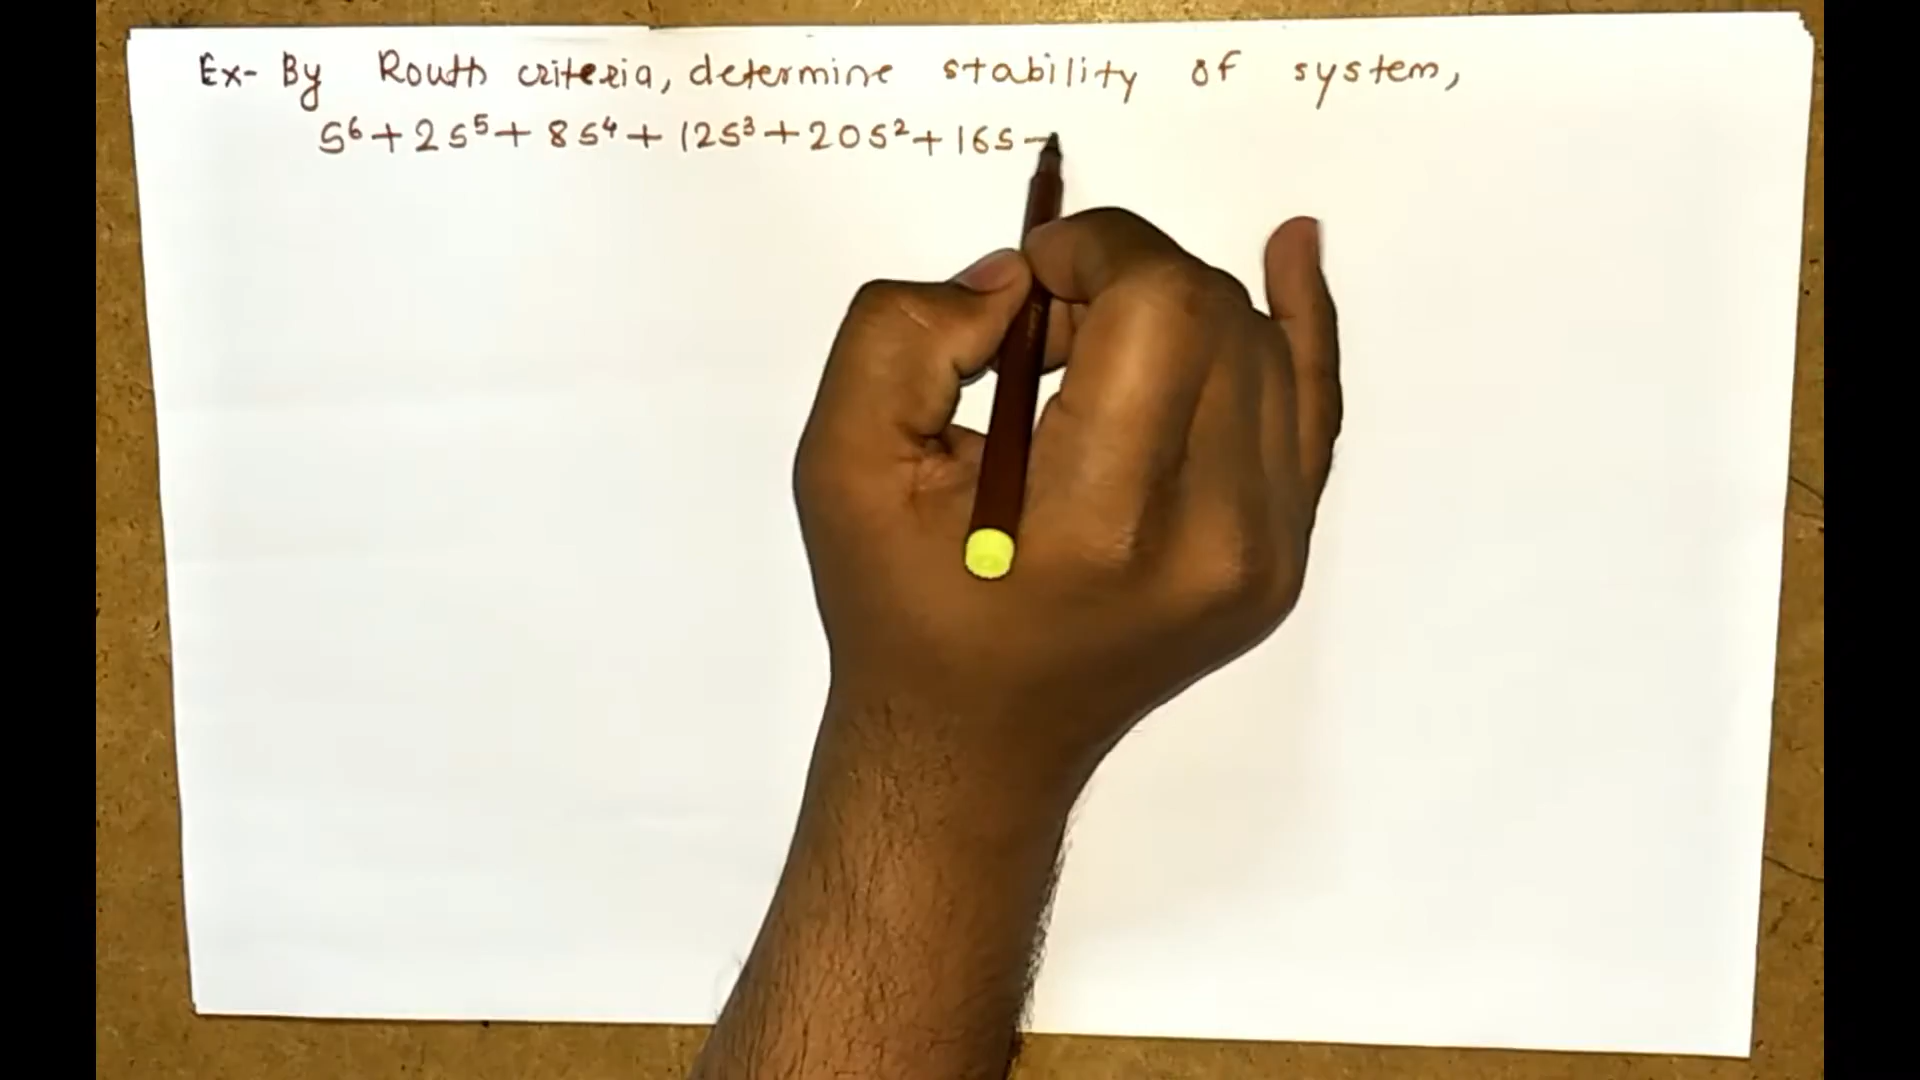 Ex- By Routh criteria, determine stability of system,
S⁶ + 2S⁵ + 8S⁴ + 12S³ + 20S² + 16S -